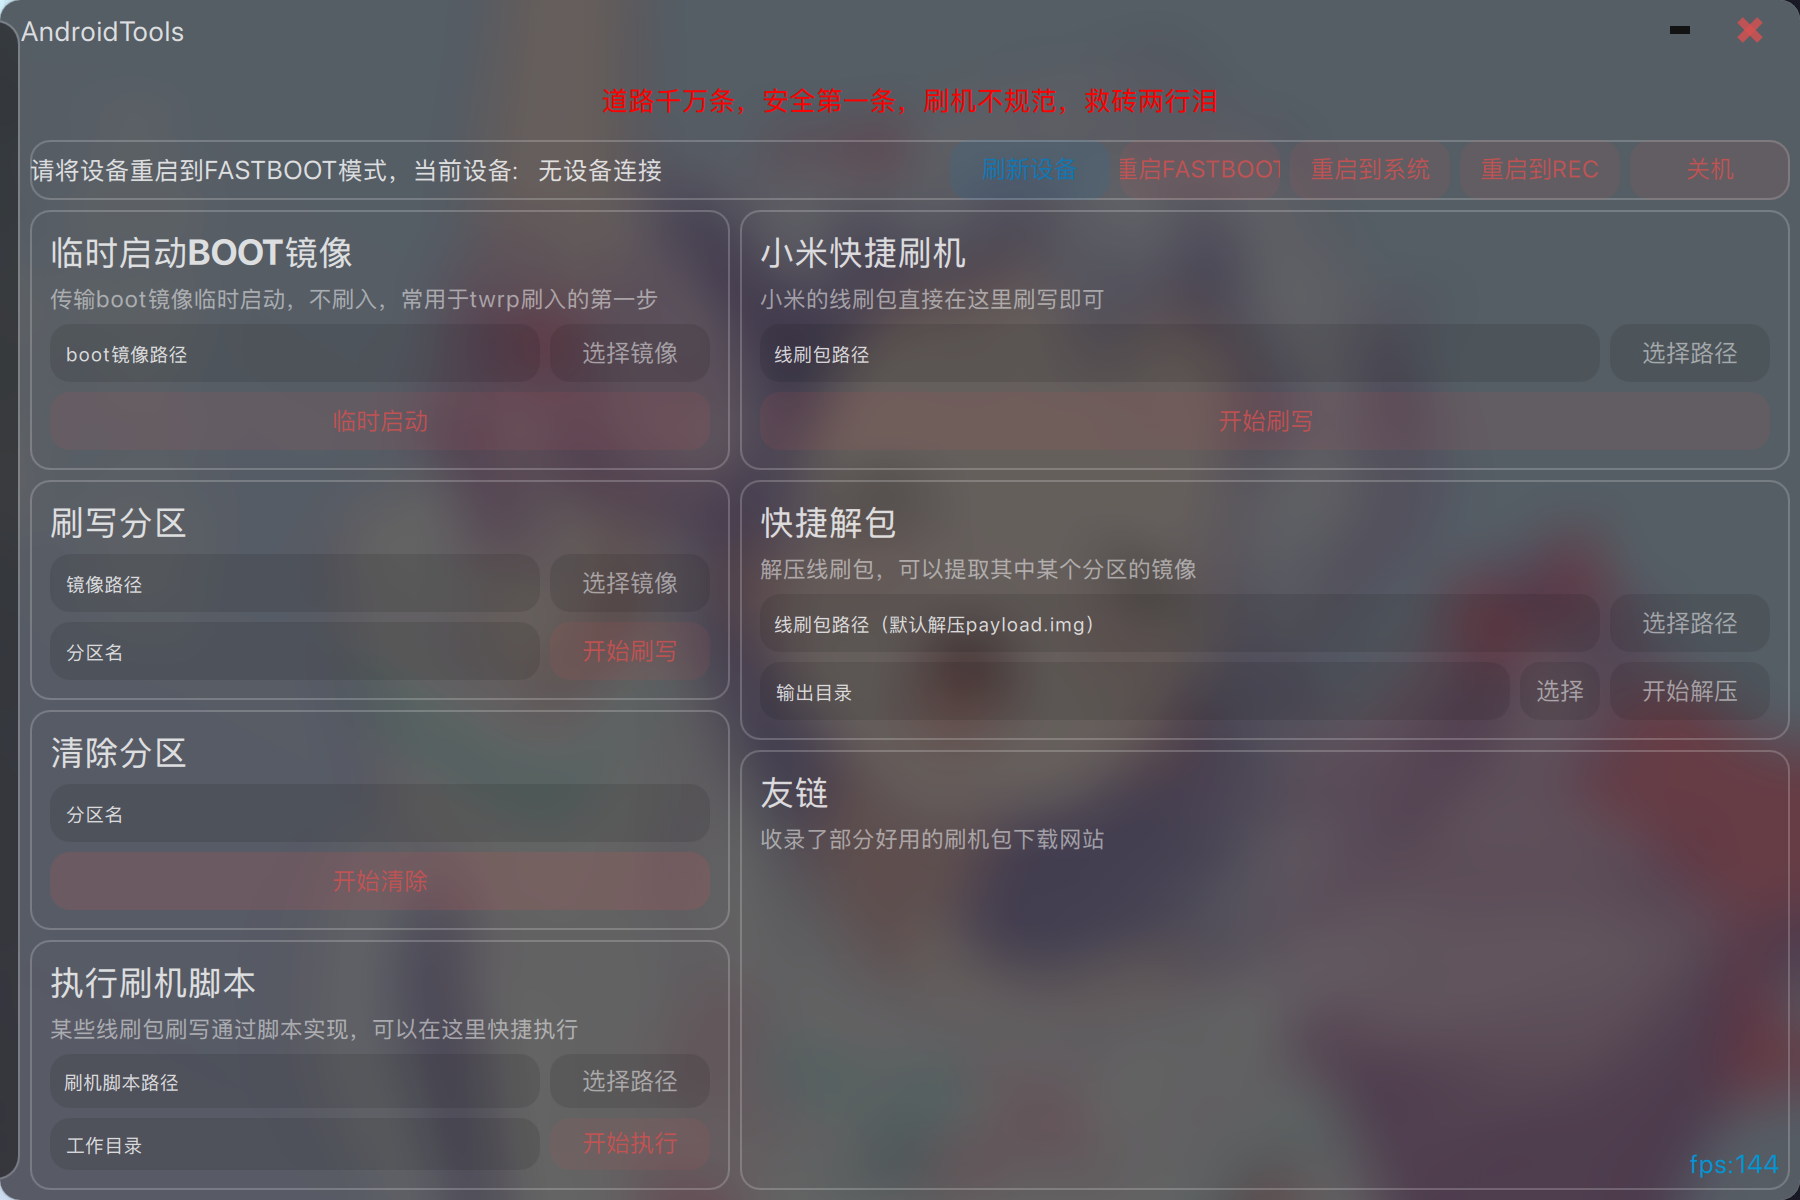 AndroidTools
道路千万条，安全第一条，刷机不规范，救砖两行泪
请将设备重启到FASTBOOT模式，当前设备： 无设备连接
刷新设备
重启FASTBOOT
重启到系统
重启到REC
关机
临时启动BOOT镜像
传输boot镜像临时启动，不刷入，常用于twrp刷入的第一步
boot镜像路径
选择镜像
临时启动
刷写分区
镜像路径
选择镜像
分区名
开始刷写
清除分区
分区名
开始清除
执行刷机脚本
某些线刷包刷写通过脚本实现，可以在这里快捷执行
刷机脚本路径
选择路径
工作目录
开始执行
小米快捷刷机
小米的线刷包直接在这里刷写即可
线刷包路径
选择路径
开始刷写
快捷解包
解压线刷包，可以提取其中某个分区的镜像
线刷包路径（默认解压payload.img）
选择路径
输出目录
选择
开始解压
友链
收录了部分好用的刷机包下载网站
fps:144